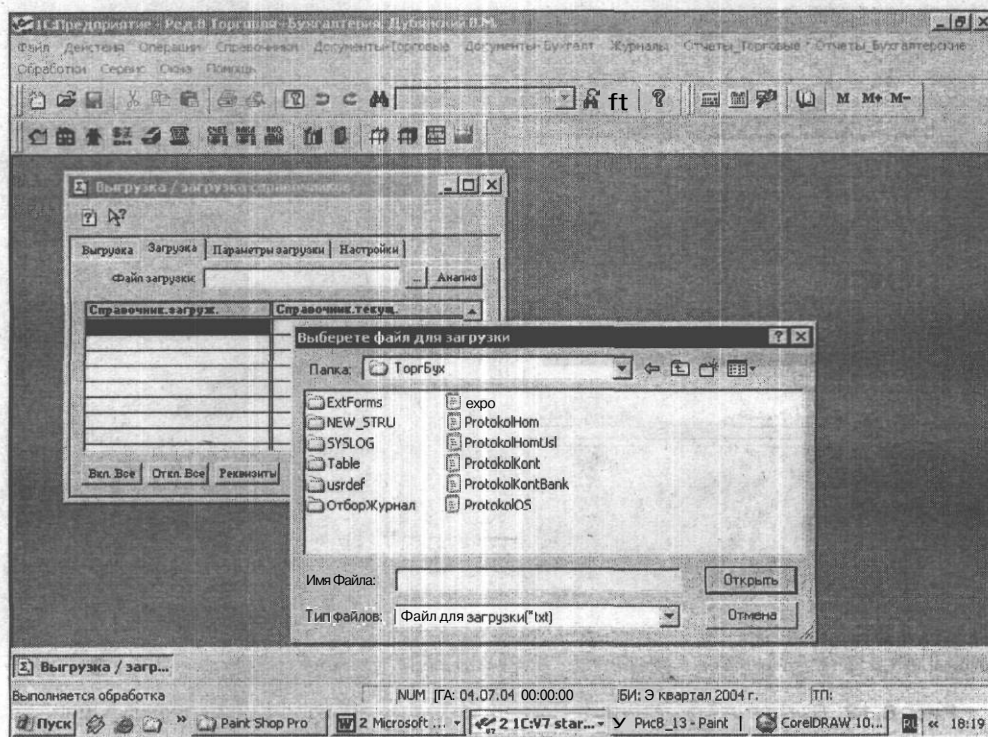 1С:Предприятие - Ред.8 Торговля+Бухгалтерия, Дубянский В.М.
Файл Действия Операции Справочники Документы-Торговые Документы-Бухгалт Журналы Отчеты_Торговые Отчеты_Бухгалтерские
Обработки Сервис Окна Помощь
ft M M+ M-
Выгрузка / загрузка справочников
Выгрузка Загрузка Параметры загрузки Настройки
Файл загрузки: ... Анализ
Справочник.загруж. Справочник.текущ.
Вкл. Все Откл. Все Реквизиты
Выберете файл для загрузки
Папка: ТоргБух
ExtForms expo
NEW_STRU ProtokolHom
SYSLOG ProtokolHomUsl
Table ProtokolKont
usrdef ProtokolKontBank
ОтборЖурнал ProtokolOS
Имя Файла: Открыть
Тип файлов: Файл для загрузки(*txt) Отмена
Выгрузка / загр...
Выполняется обработка NUM [ГА: 04.07.04 00:00:00 БИ: Э квартал 2004 г. ТП:
Пуск » Paint Shop Pro 2 Microsoft ... 2 1C:V7 star... У Рис8_13 - Paint CorelDRAW 10... RU « 18:19